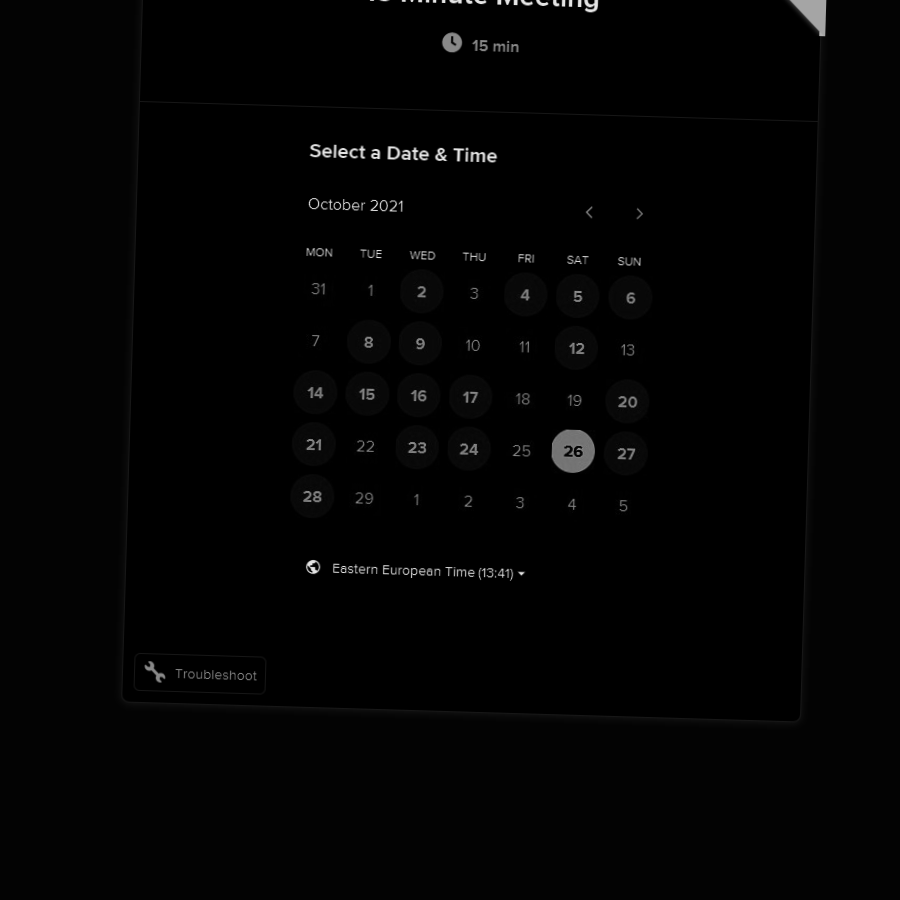 Minute Meeting
15 min
Select a Date & Time
October 2021
MON TUE WED THU FRI SAT SUN
31 1 2 3 4 5 6
7 8 9 10 11 12 13
14 15 16 17 18 19 20
21 22 23 24 25 26 27
28 29 1 2 3 4 5
Eastern European Time (13:41)
Troubleshoot